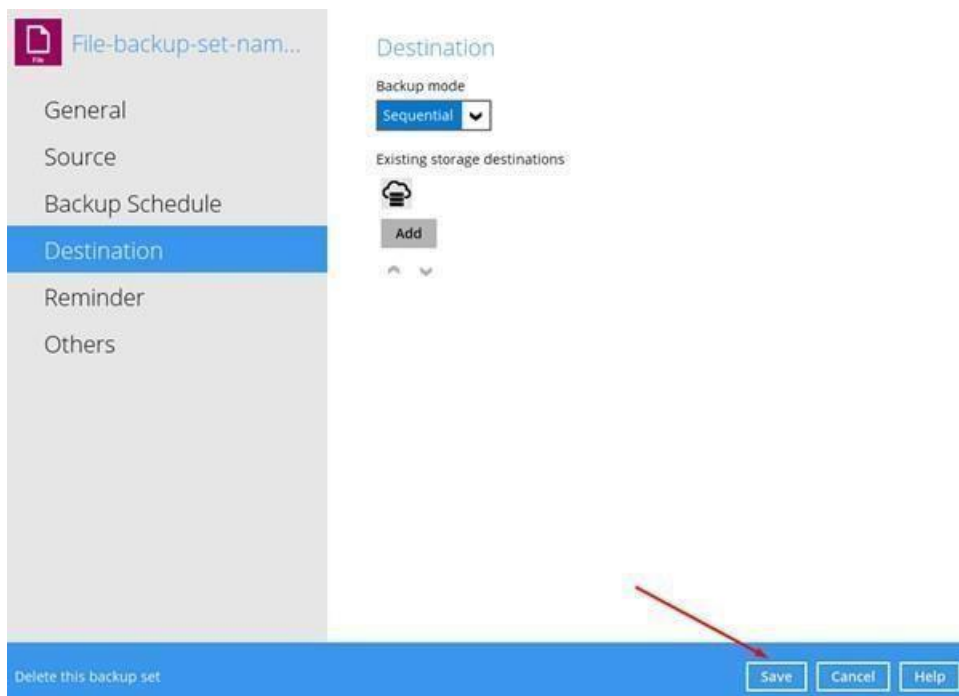 File-backup-set-nam...
File
General
Source
Backup Schedule
Destination
Reminder
Others
Destination
Backup mode
Sequential
Existing storage destinations
Add
Delete this backup set
Save
Cancel
Help